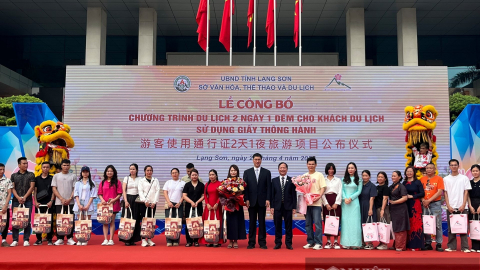 UBND TỈNH LẠNG SƠN
SỞ VĂN HÓA, THỂ THAO VÀ DU LỊCH
LỄ CÔNG BỐ
CHƯƠNG TRÌNH DU LỊCH 2 NGÀY 1 ĐÊM CHO KHÁCH DU LỊCH
SỬ DỤNG GIẤY THÔNG HÀNH
游客使用通行证2天1夜旅游项目公布仪式
Lạng Sơn, ngày